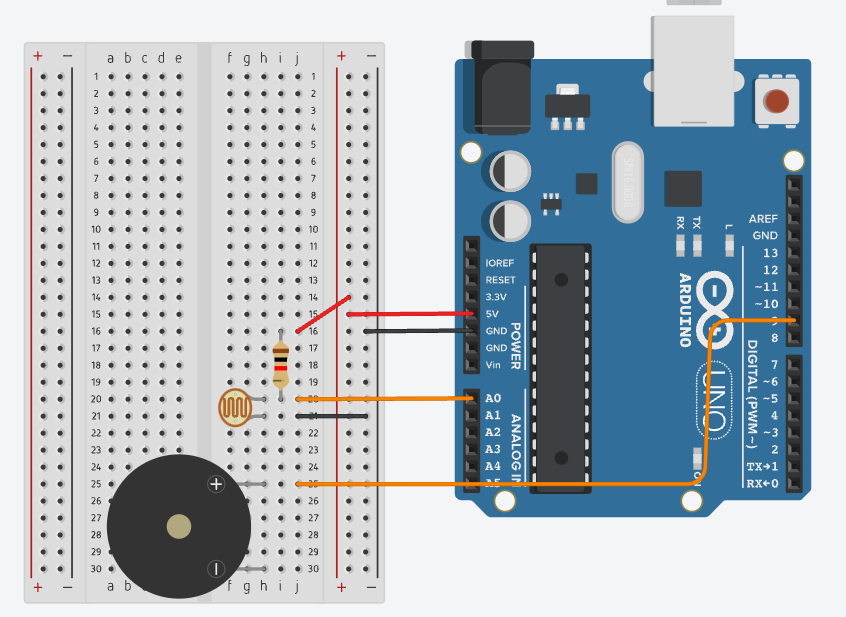 + − a b c d e f g h i j + −
1 1
2 2
3 3
4 4
5 5
6 6
7 7
8 8
9 9
10 10
11 11
12 12
13 13
14 14
15 15
16 16
17 17
18 18
19 19
20 20
21 21
22 22
23 23
24 24
25 25
26 26
27 27
28 28
29 29
30 30
+ − a b f g h i j + −
+
−
IOREF
RESET
3.3V
5V
GND
GND
Vin
POWER
A0
A1
A2
A3
A4
A5
ANALOG IN
RX
TX
L
ARDUINO
UNO
ON
AREF
GND
13
12
~11
~10
~9
8
7
~6
~5
4
~3
2
TX→1
RX←0
DIGITAL (PWM~)